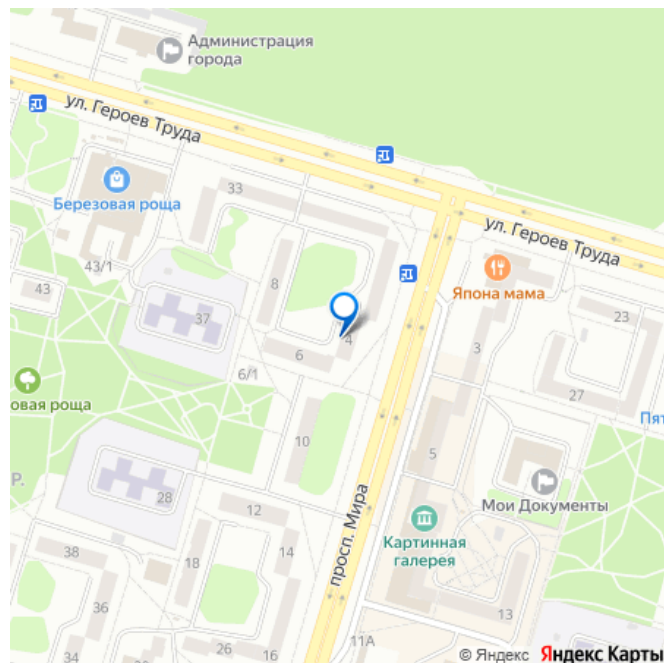 Администрация
города
ул. Героев Труда
Березовая роща
33
ул. Героев Труда
43/1
8
Япона мама
43
37
23
4
3
6
6/1
27
овая роща
Пят
10
5
Р.
28
Мои Документы
12
просп. Мира
Картинная
галерея
38
18
14
36
13
34
26
16
11А
© Яндекс Яндекс Карты